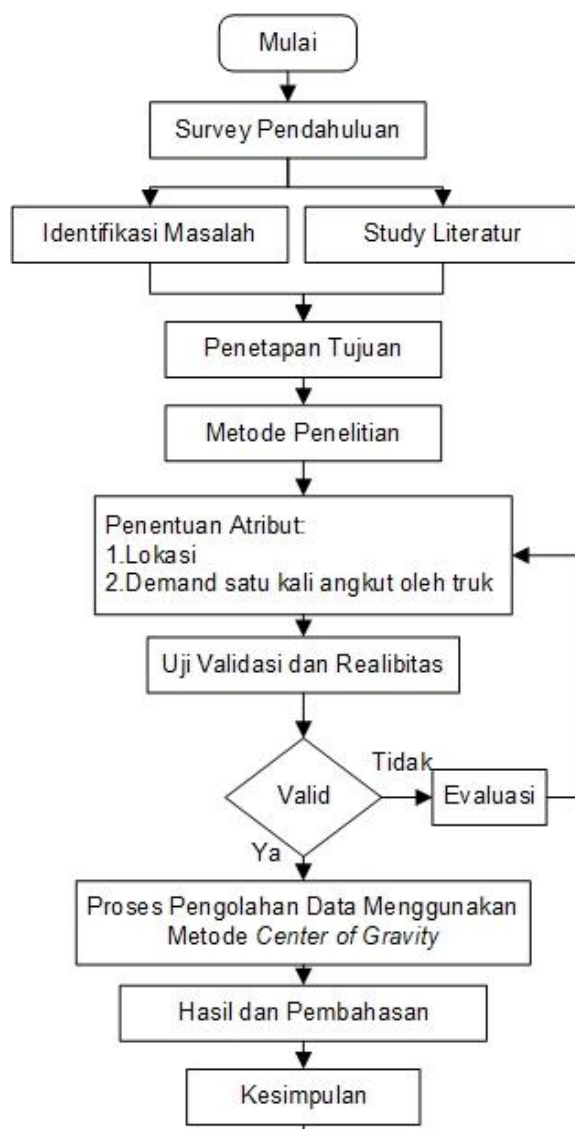 Mulai
Survey Pendahuluan
Identifikasi Masalah
Study Literatur
Penetapan Tujuan
Metode Penelitian
Penentuan Atribut:
1.Lokasi
2.Demand satu kali angkut oleh truk
Uji Validasi dan Realibitas
Tidak
Valid
Evaluasi
Ya
Proses Pengolahan Data Menggunakan
Metode Center of Gravity
Hasil dan Pembahasan
Kesimpulan